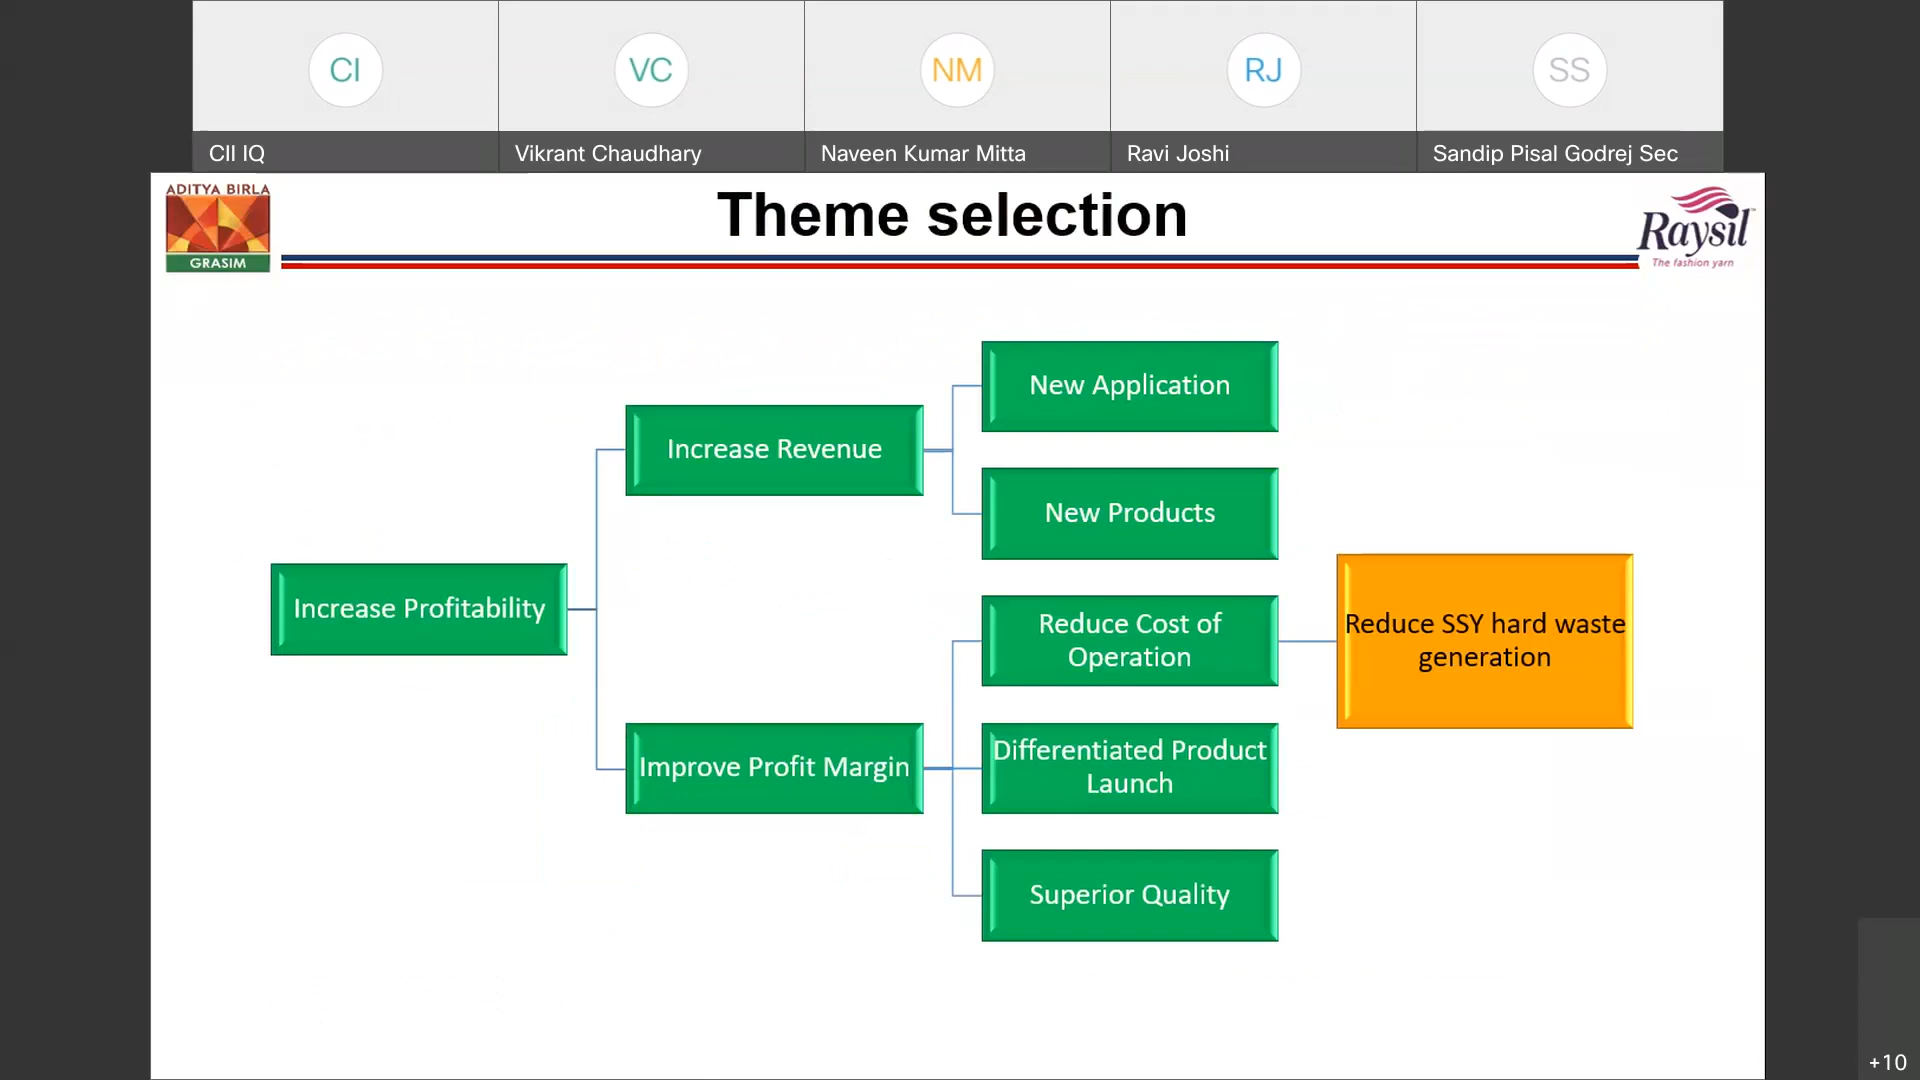 CI
VC
NM
RJ
SS
CII IQ
Vikrant Chaudhary
Naveen Kumar Mitta
Ravi Joshi
Sandip Pisal Godrej Sec
ADITYA BIRLA
GRASIM
Theme selection
Raysil
The fashion yarn
New Application
Increase Revenue
New Products
Increase Profitability
Reduce Cost of
Operation
Reduce SSY hard waste
generation
Improve Profit Margin
Differentiated Product
Launch
Superior Quality
+10